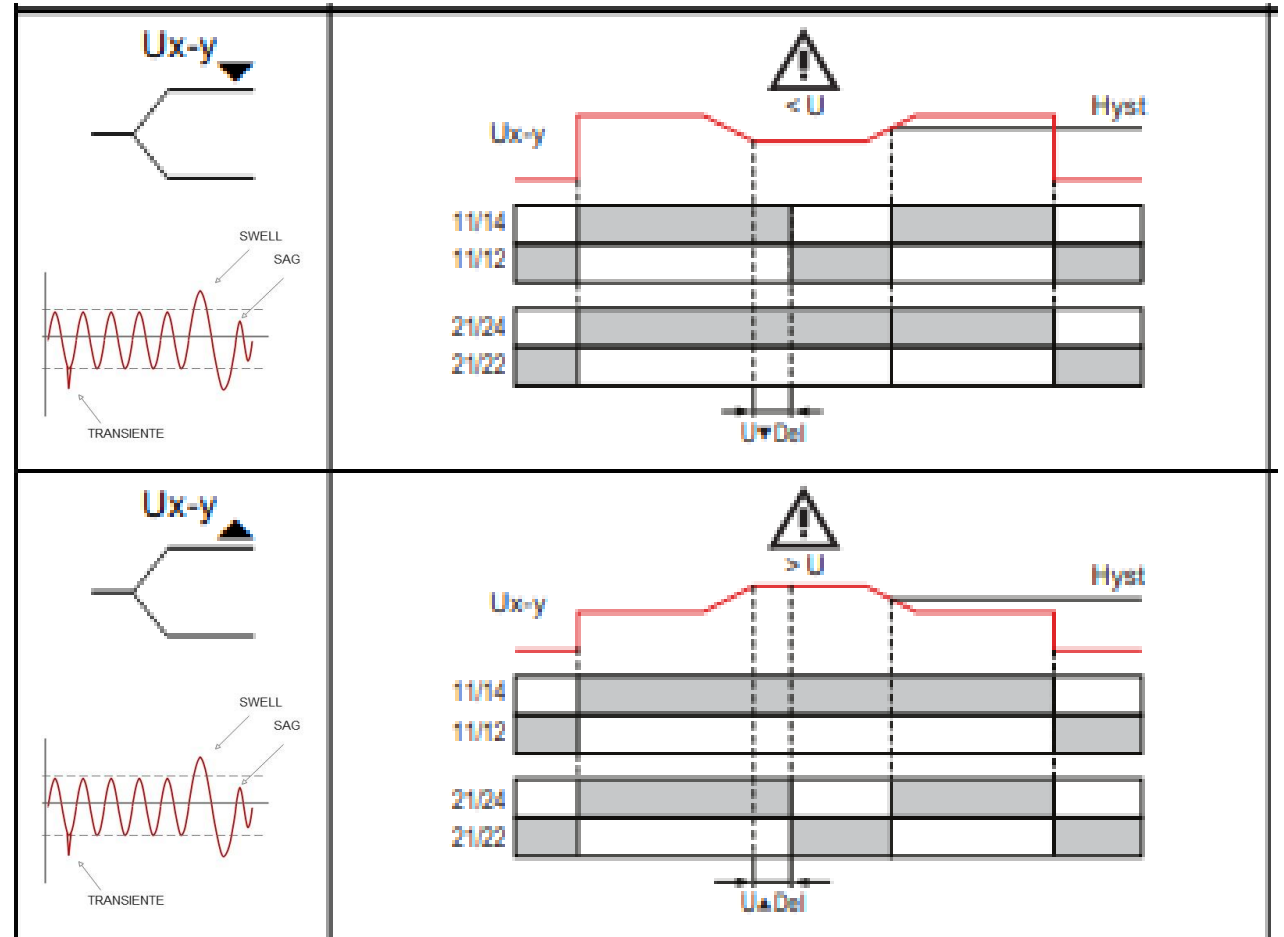 Ux-y▼
< U
Ux-y
Hyst
11/14
11/12
21/24
21/22
U▼Del
SWELL
SAG
TRANSIENTE
Ux-y▲
> U
Ux-y
Hyst
11/14
11/12
21/24
21/22
U▲Del
SWELL
SAG
TRANSIENTE